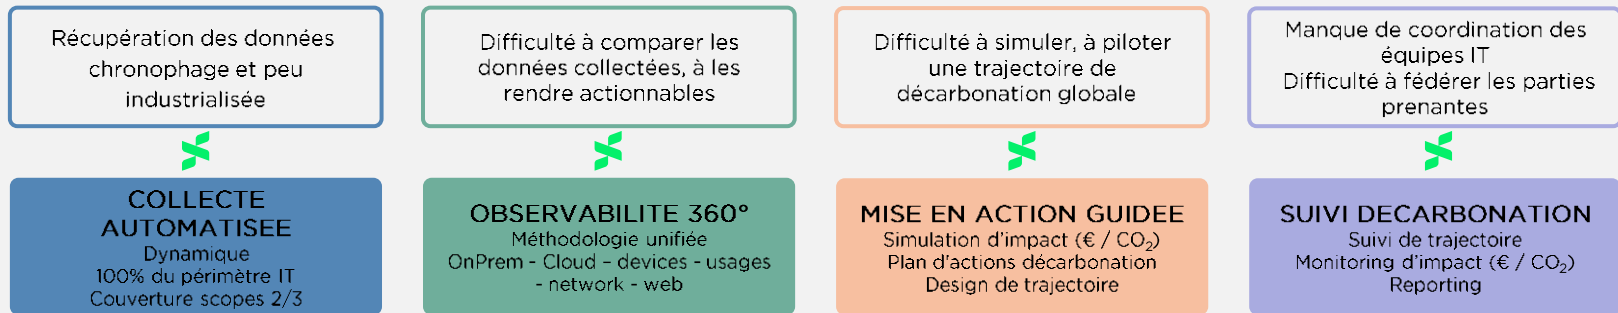 Récupération des données
chronophage et peu
industrialisée
Difficulté à comparer les
données collectées, à les
rendre actionnables
Difficulté à simuler, à piloter
une trajectoire de
décarbonation globale
Manque de coordination des
équipes IT
Difficulté à fédérer les parties
prenantes
COLLECTE
AUTOMATISEE
Dynamique
100% du périmètre IT
Couverture scopes 2/3
OBSERVABILITE 360°
Méthodologie unifiée
OnPrem - Cloud – devices - usages
- network - web
MISE EN ACTION GUIDEE
Simulation d'impact (€ / CO₂)
Plan d'actions décarbonation
Design de trajectoire
SUIVI DECARBONATION
Suivi de trajectoire
Monitoring d'impact (€ / CO₂)
Reporting